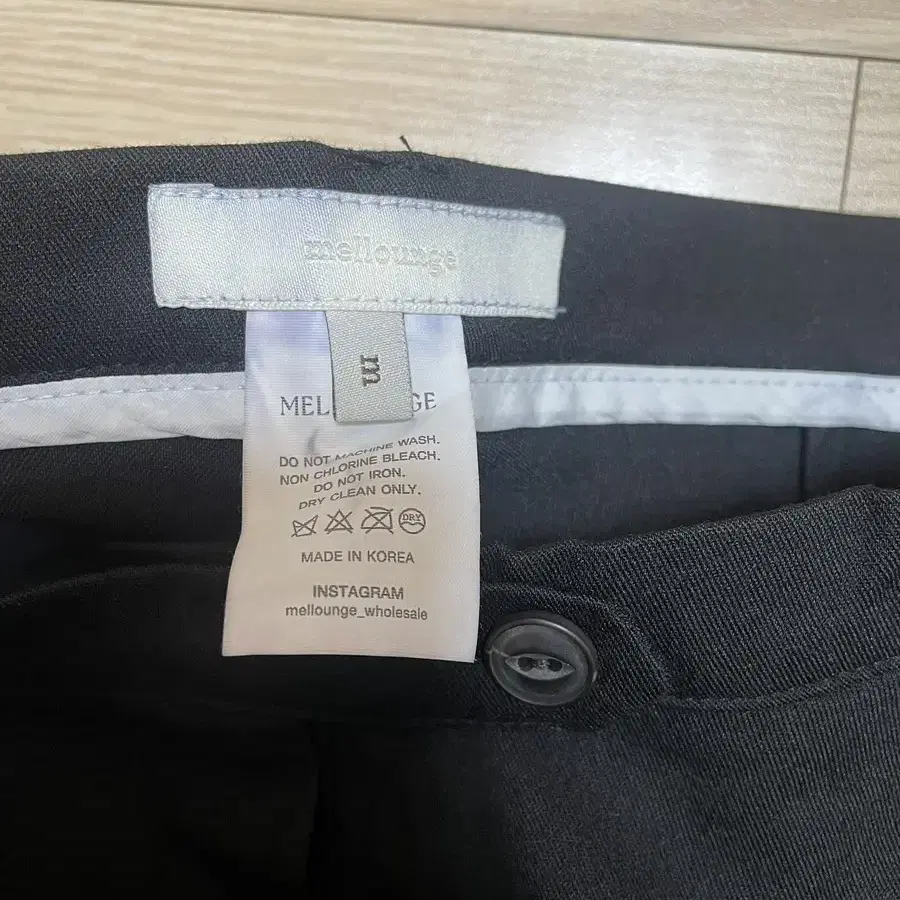 mellounge
m
MEL GE
DO NOT MACHINE WASH.
NON CHLORINE BLEACH.
DO NOT IRON.
DRY CLEAN ONLY.
DRY
MADE IN KOREA
INSTAGRAM
mellounge_wholesale